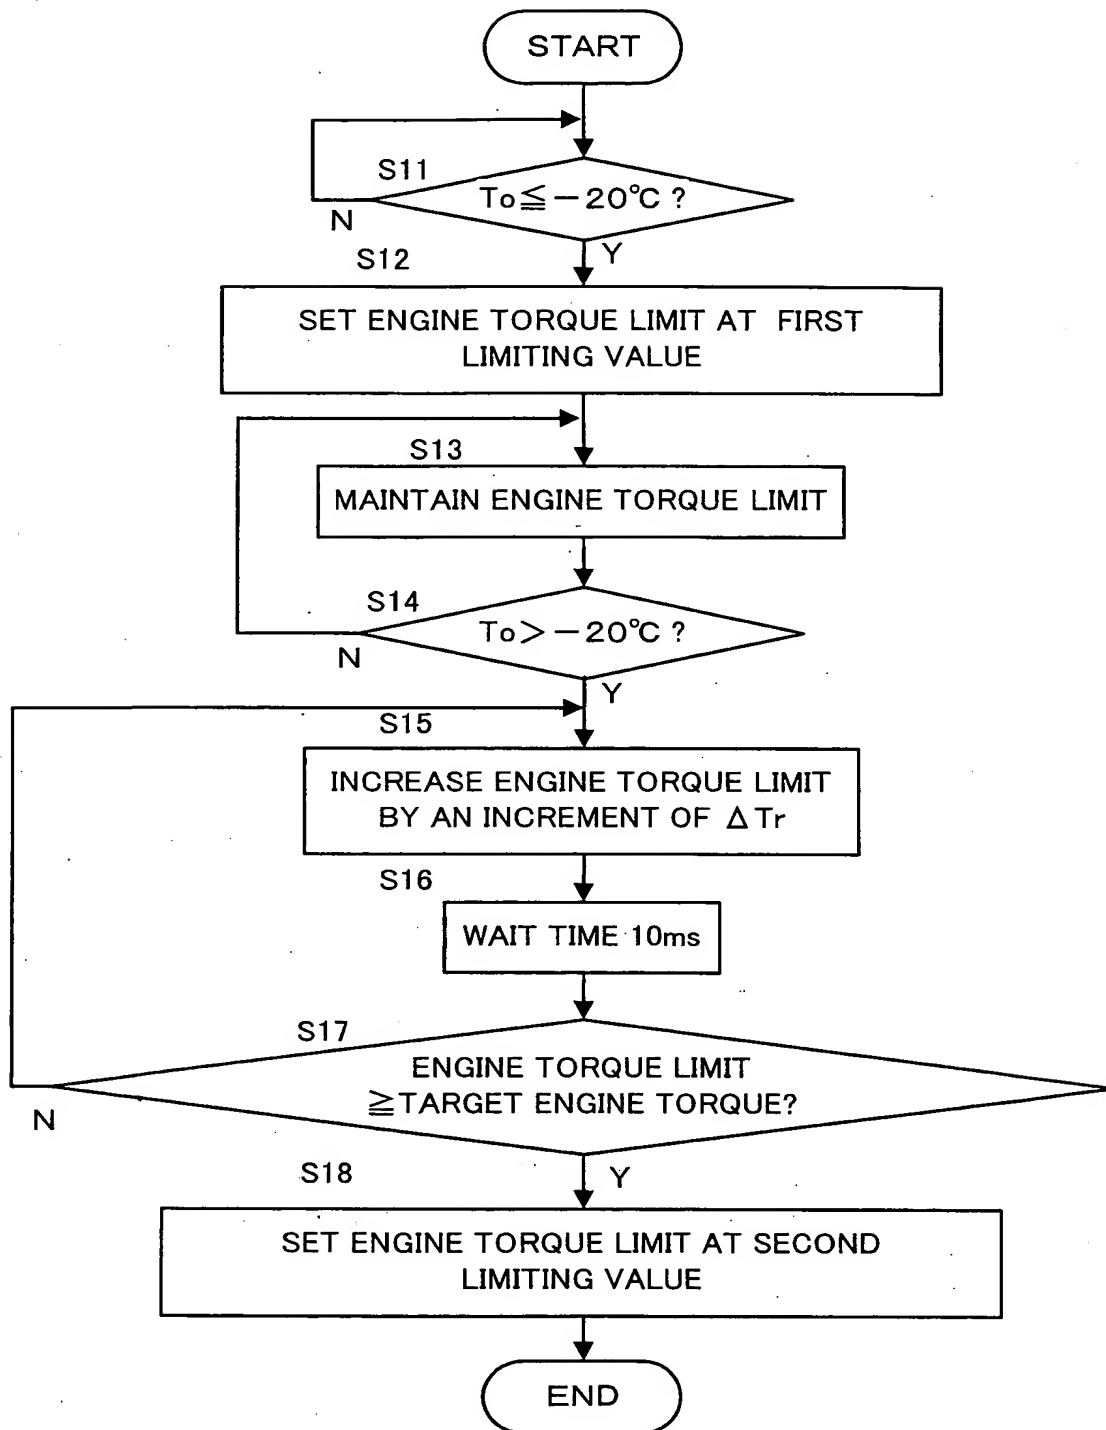 START
S11
To≦−20℃ ?
N
Y
S12
SET ENGINE TORQUE LIMIT AT FIRST
LIMITING VALUE
S13
MAINTAIN ENGINE TORQUE LIMIT
S14
To>−20℃ ?
N
Y
S15
INCREASE ENGINE TORQUE LIMIT
BY AN INCREMENT OF ΔTr
S16
WAIT TIME 10ms
S17
ENGINE TORQUE LIMIT
≧TARGET ENGINE TORQUE?
N
Y
S18
SET ENGINE TORQUE LIMIT AT SECOND
LIMITING VALUE
END